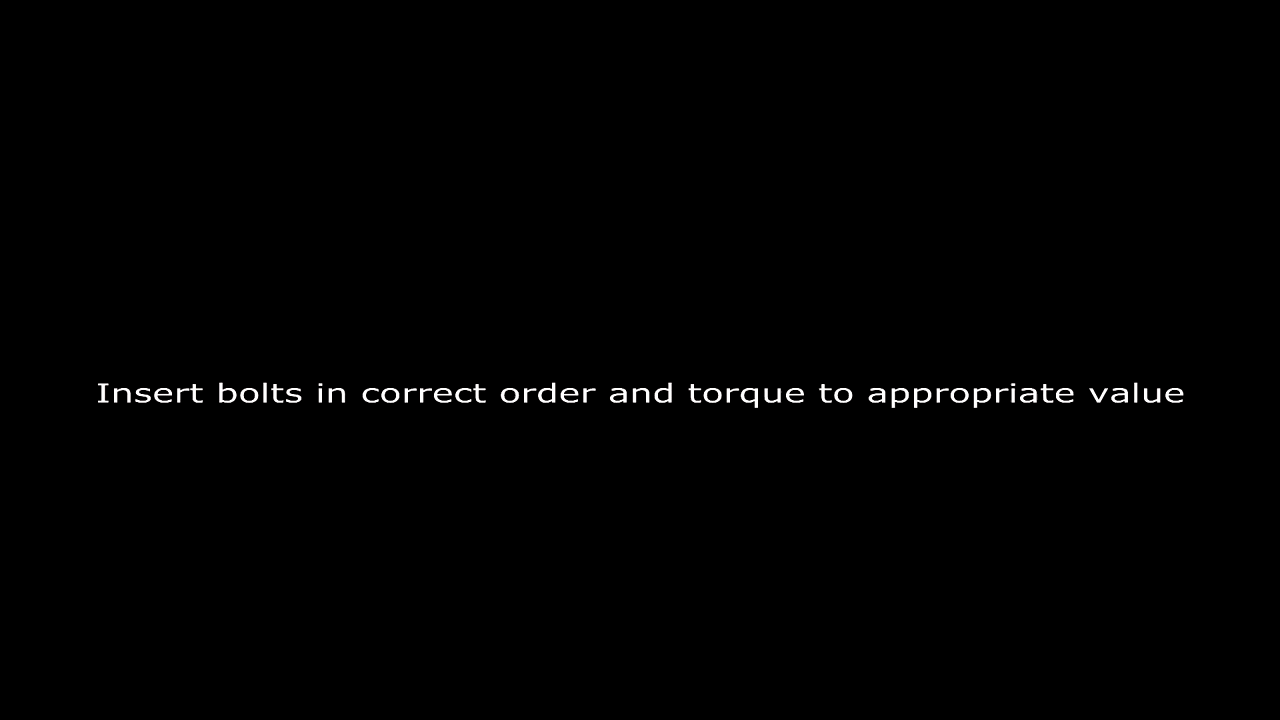 Insert bolts in correct order and torque to appropriate value